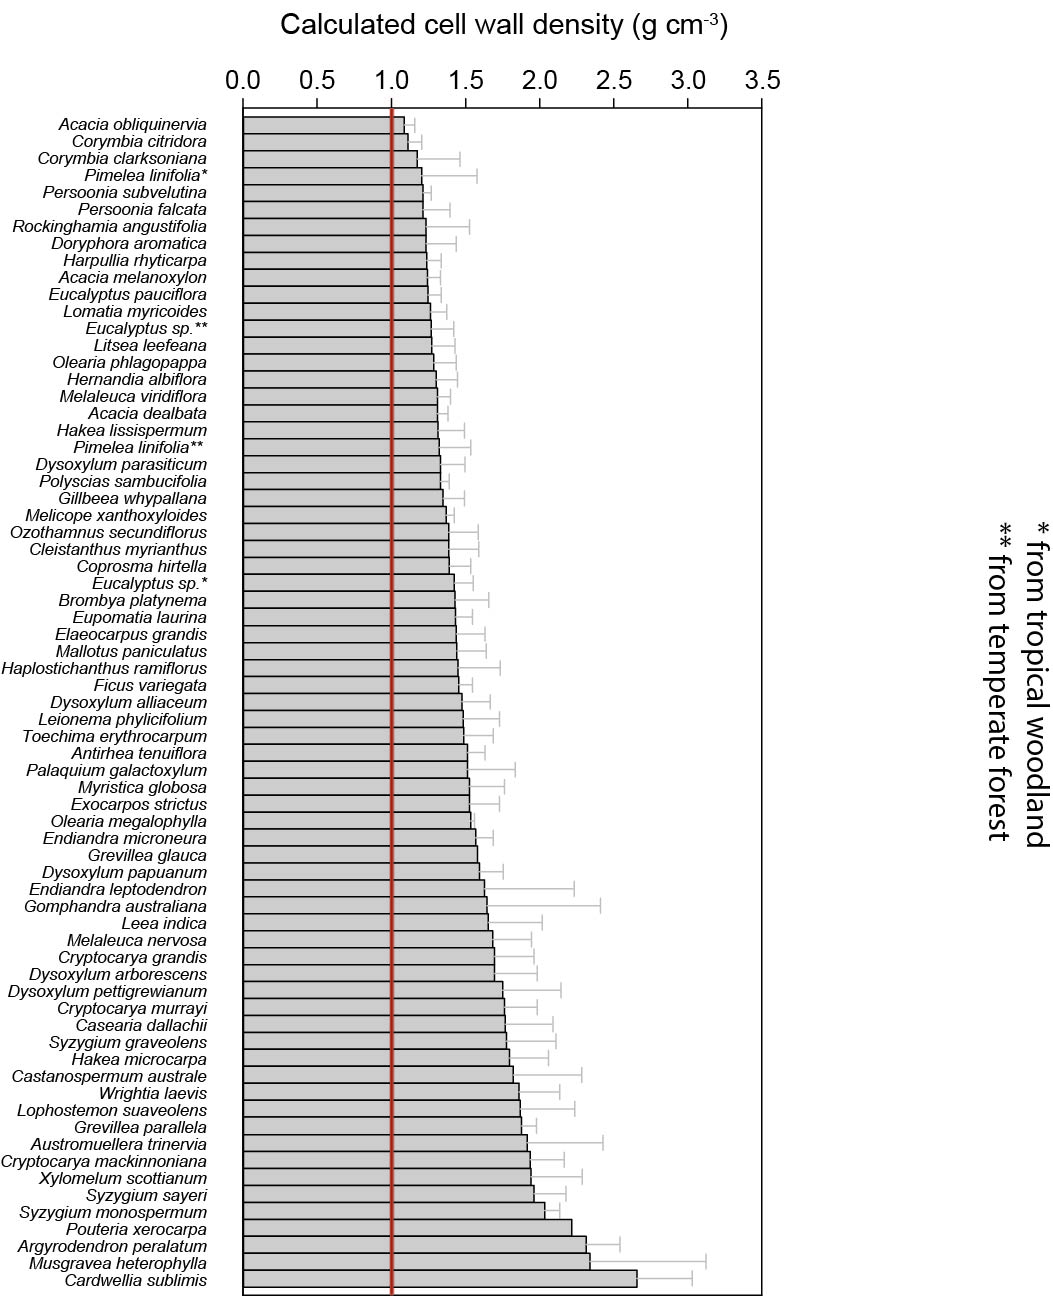 Calculated cell wall density (g cm-3)
0.0 0.5 1.0 1.5 2.0 2.5 3.0 3.5
Acacia obliquinervia
Corymbia citridora
Corymbia clarksoniana
Pimelea linifolia*
Persoonia subvelutina
Persoonia falcata
Rockinghamia angustifolia
Doryphora aromatica
Harpullia rhyticarpa
Acacia melanoxylon
Eucalyptus pauciflora
Lomatia myricoides
Eucalyptus sp.**
Litsea leefeana
Olearia phlagopappa
Hernandia albiflora
Melaleuca viridiflora
Acacia dealbata
Hakea lissispermum
Pimelea linifolia**
Dysoxylum parasiticum
Polyscias sambucifolia
Gillbeea whypallana
Melicope xanthoxyloides
Ozothamnus secundiflorus
Cleistanthus myrianthus
Coprosma hirtella
Eucalyptus sp.*
Brombya platynema
Eupomatia laurina
Elaeocarpus grandis
Mallotus paniculatus
Haplostichanthus ramiflorus
Ficus variegata
Dysoxylum alliaceum
Leionema phylicifolium
Toechima erythrocarpum
Antirhea tenuiflora
Palaquium galactoxylum
Myristica globosa
Exocarpos strictus
Olearia megalophylla
Endiandra microneura
Grevillea glauca
Dysoxylum papuanum
Endiandra leptodendron
Gomphandra australiana
Leea indica
Melaleuca nervosa
Cryptocarya grandis
Dysoxylum arborescens
Dysoxylum pettigrewianum
Cryptocarya murrayi
Casearia dallachii
Syzygium graveolens
Hakea microcarpa
Castanospermum australe
Wrightia laevis
Lophostemon suaveolens
Grevillea parallela
Austromuellera trinervia
Cryptocarya mackinnoniana
Xylomelum scottianum
Syzygium sayeri
Syzygium monospermum
Pouteria xerocarpa
Argyrodendron peralatum
Musgravea heterophylla
Cardwellia sublimis
* from tropical woodland
** from temperate forest